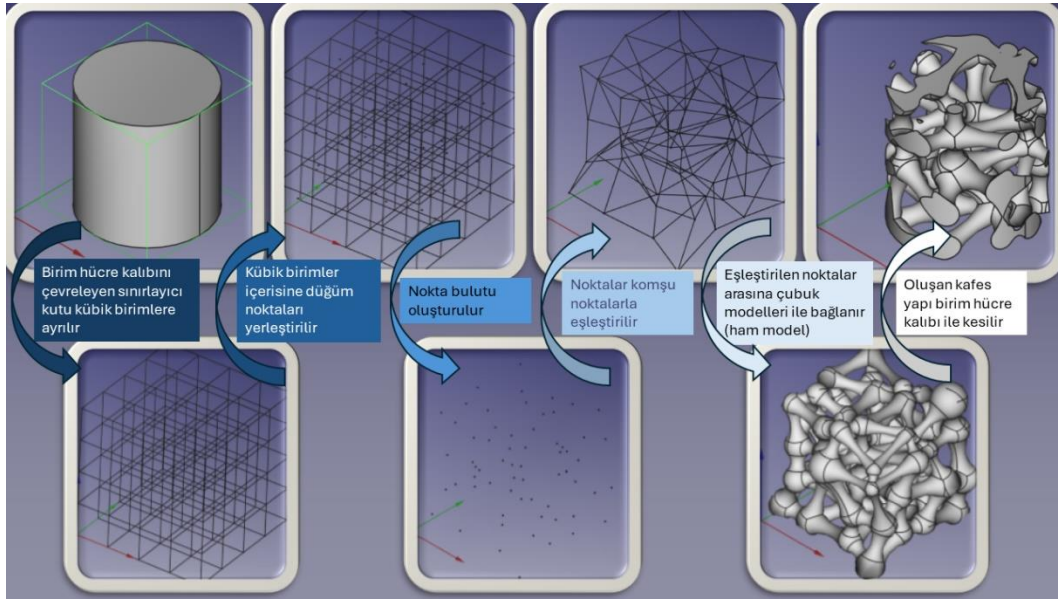 Birim hücre kalıbını
çevreleyen sınırlayıcı
kutu kübik birimlere
ayrılır
Kübik birimler
içerisine düğüm
noktaları
yerleştirilir
Nokta bulutu
oluşturulur
Noktalar komşu
noktalarla
eşleştirilir
Eşleştirilen noktalar
arasına çubuk
modelleri ile bağlanır
(ham model)
Oluşan kafes
yapı birim hücre
kalıbı ile kesilir